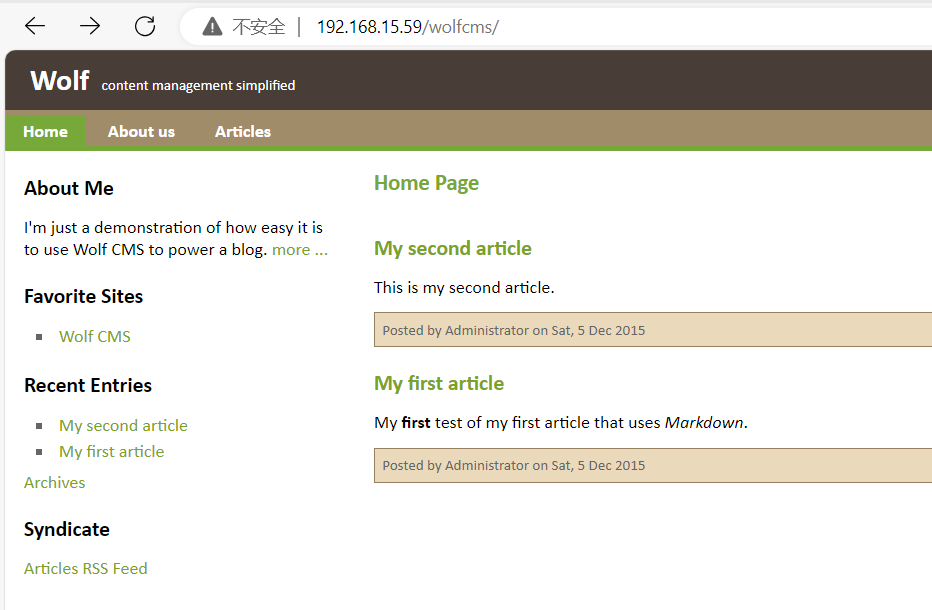 不安全 | 192.168.15.59/wolfcms/
Wolf content management simplified
Home About us Articles
About Me
I'm just a demonstration of how easy it is
to use Wolf CMS to power a blog. more ...
Favorite Sites
Wolf CMS
Recent Entries
My second article
My first article
Archives
Syndicate
Articles RSS Feed
Home Page
My second article
This is my second article.
Posted by Administrator on Sat, 5 Dec 2015
My first article
My first test of my first article that uses Markdown.
Posted by Administrator on Sat, 5 Dec 2015